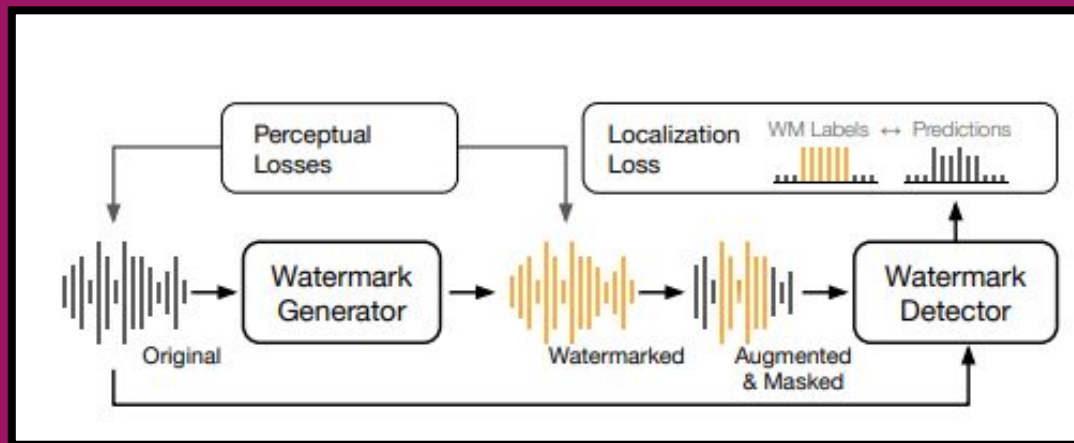 Perceptual
Losses
Localization
Loss
WM Labels ↔ Predictions
Watermark
Generator
Watermark
Detector
Original
Watermarked
Augmented
& Masked